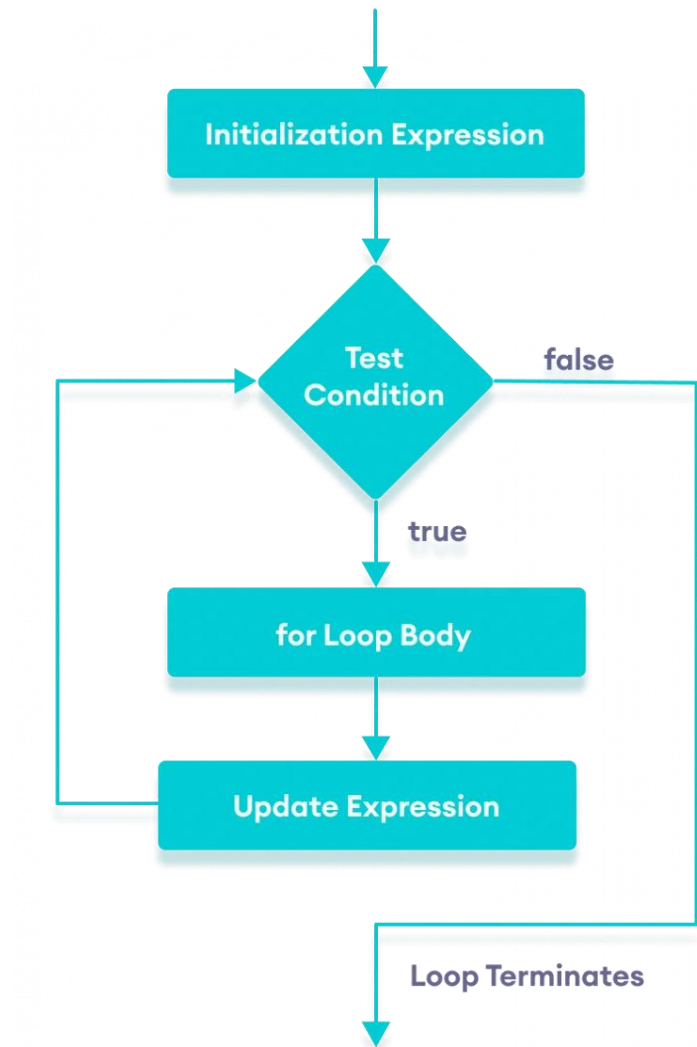 Initialization Expression
Test
Condition
false
true
for Loop Body
Update Expression
Loop Terminates